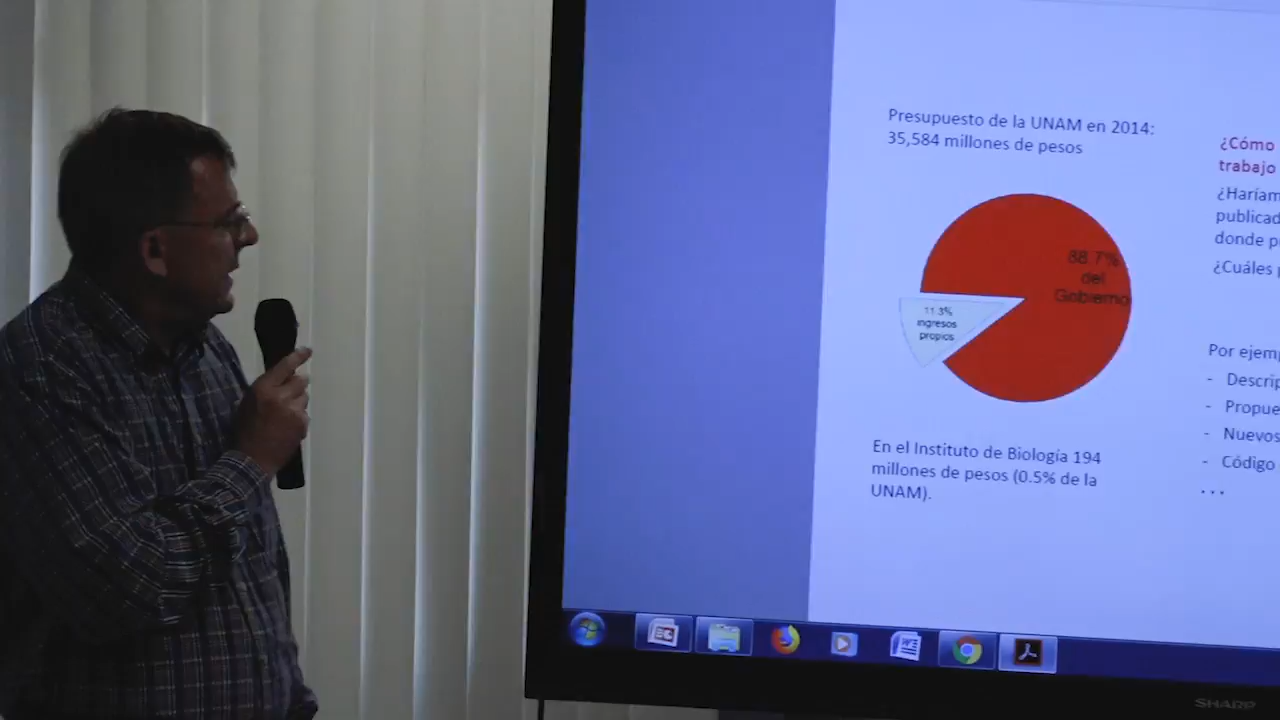 Presupuesto de la UNAM en 2014:
35,584 millones de pesos
88.7%
del
Gobierno
11.3%
ingresos
propios
En el Instituto de Biología 194
millones de pesos (0.5% de la
UNAM).
¿Cómo
trabajo
¿Haríam
publicad
donde p
¿Cuáles
Por ejemp
- Descrip
- Propue
- Nuevos
- Código
...
SHARP